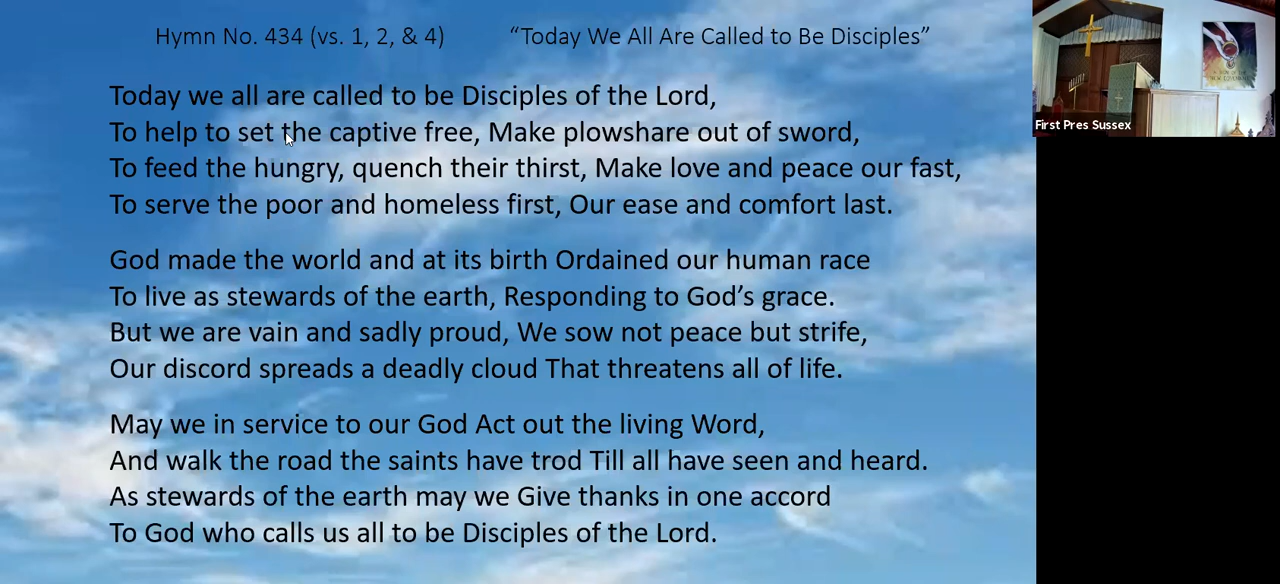 Hymn No. 434 (vs. 1, 2, & 4) “Today We All Are Called to Be Disciples”
Today we all are called to be Disciples of the Lord,
To help to set the captive free, Make plowshare out of sword,
To feed the hungry, quench their thirst, Make love and peace our fast,
To serve the poor and homeless first, Our ease and comfort last.
God made the world and at its birth Ordained our human race
To live as stewards of the earth, Responding to God’s grace.
But we are vain and sadly proud, We sow not peace but strife,
Our discord spreads a deadly cloud That threatens all of life.
May we in service to our God Act out the living Word,
And walk the road the saints have trod Till all have seen and heard.
As stewards of the earth may we Give thanks in one accord
To God who calls us all to be Disciples of the Lord.
First Pres Sussex